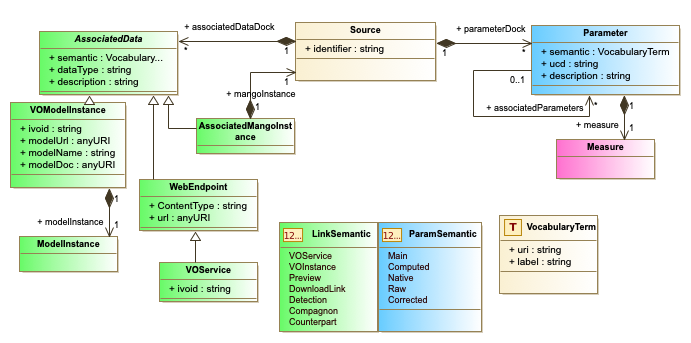 AssociatedData
+ semantic : Vocabulary...
+ dataType : string
+ description : string
+ associatedDataDock
*
1
Source
+ identifier : string
1
+ parameterDock
*
Parameter
+ semantic : VocabularyTerm
+ ucd : string
+ description : string
0..1
+ associatedParameters
*
1
+ measure
1
Measure
1
+ mangoInstance
1
AssociatedMangoInst
ance
VOModelInstance
+ ivoid : string
+ modelUrl : anyURI
+ modelName : string
+ modelDoc : anyURI
1
+ modelInstance
1
ModelInstance
WebEndpoint
+ ContentType : string
+ url : anyURI
VOService
+ ivoid : string
12...
LinkSemantic
VOService
VOInstance
Preview
DownloadLink
Detection
Compagnon
Counterpart
12...
ParamSemantic
Main
Computed
Native
Raw
Corrected
T
VocabularyTerm
+ uri : string
+ label : string